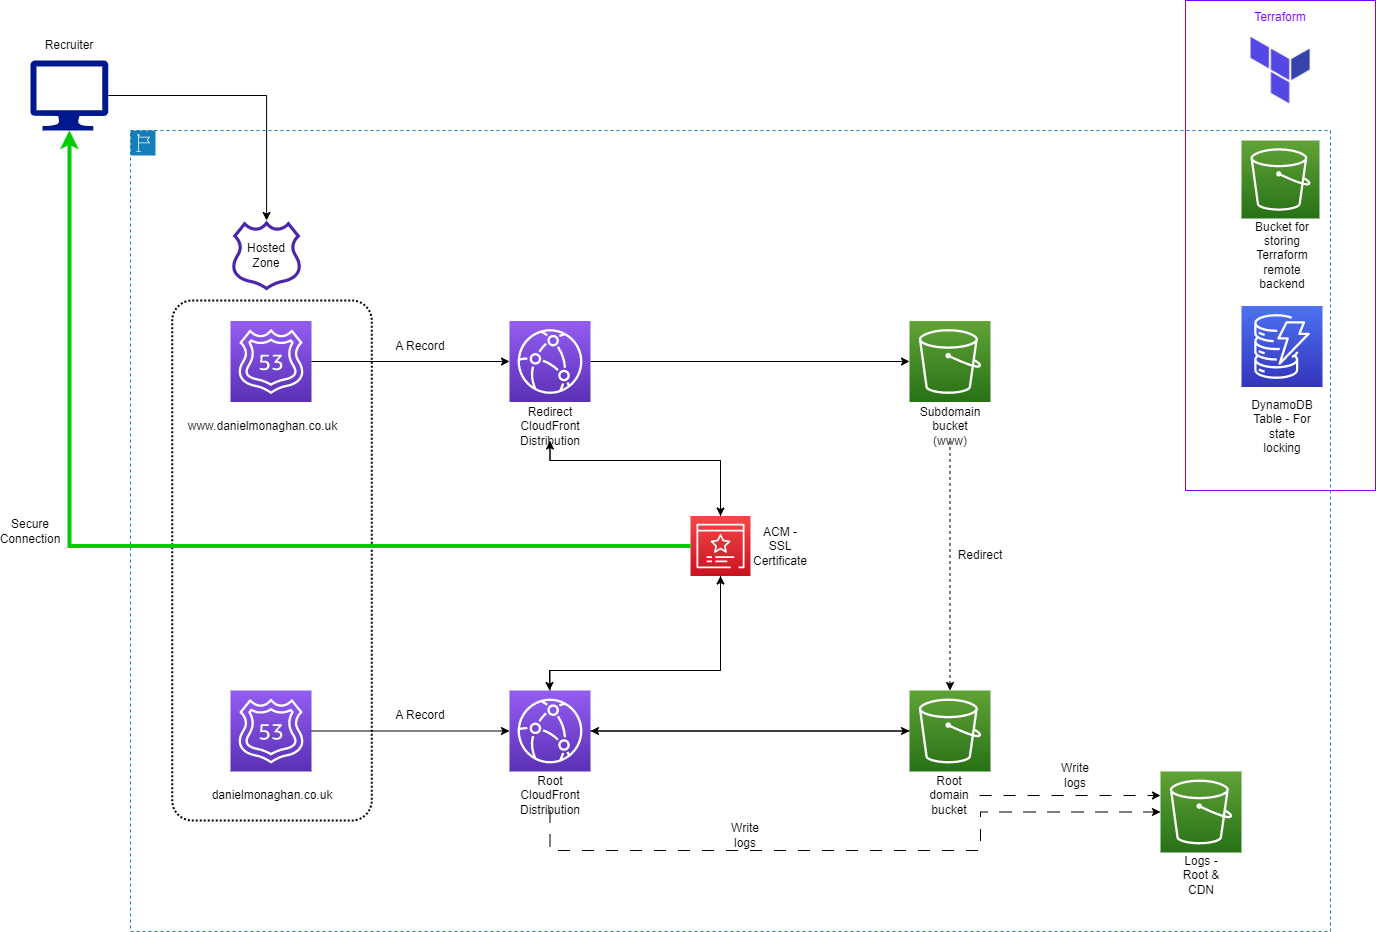 Terraform
Recruiter
Hosted
Zone
Bucket for
storing
Terraform
remote
backend
53
A Record
www.danielmonaghan.co.uk
Redirect
CloudFront
Distribution
Subdomain
bucket
(www)
DynamoDB
Table - For
state
locking
Secure
Connection
ACM -
SSL
Certificate
Redirect
53
A Record
danielmonaghan.co.uk
Root
CloudFront
Distribution
Root
domain
bucket
Write
logs
Write
logs
Logs -
Root &
CDN